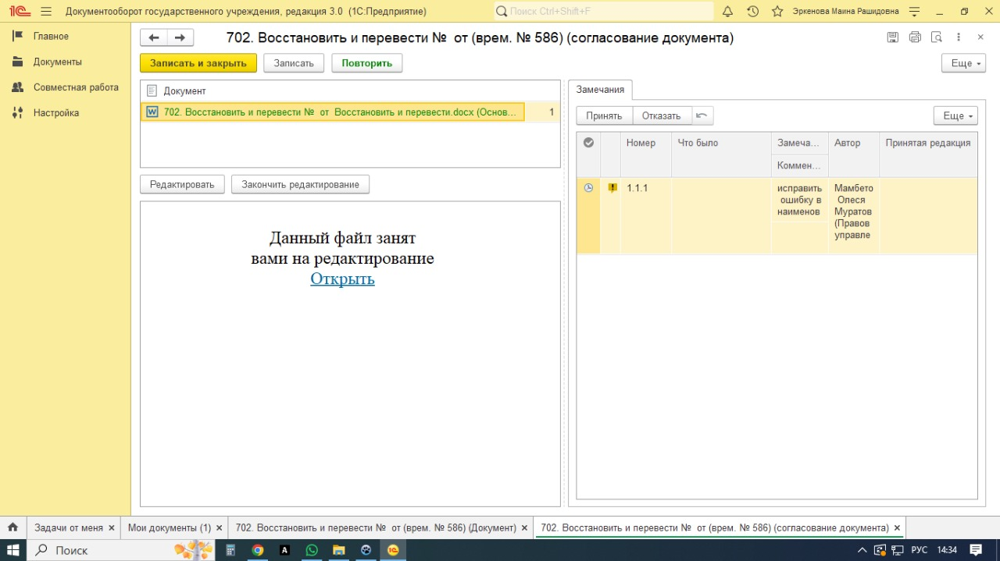 Документооборот государственного учреждения, редакция 3.0 (1С:Предприятие)
Поиск Ctrl+Shift+F
Эркенова Маина Рашидовна
Главное
Документы
Совместная работа
Настройка
702. Восстановить и перевести № от (врем. № 586) (согласование документа)
Записать и закрыть
Записать
Повторить
Еще
Документ
702. Восстановить и перевести № от Восстановить и перевести.docx (Основ...
1
Редактировать
Закончить редактирование
Данный файл занят
вами на редактирование
Открыть
Замечания
Принять
Отказать
Еще
Номер
Что было
Замеча...
Коммен...
Автор
Принятая редакция
1.1.1
исправить
ошибку в
наименов
Мамбето
Олеся
Муратов
(Правов
управле
Задачи от меня
Мои документы (1)
702. Восстановить и перевести № от (врем. № 586) (Документ)
702. Восстановить и перевести № от (врем. № 586) (согласование документа)
Поиск
РУС
14:34